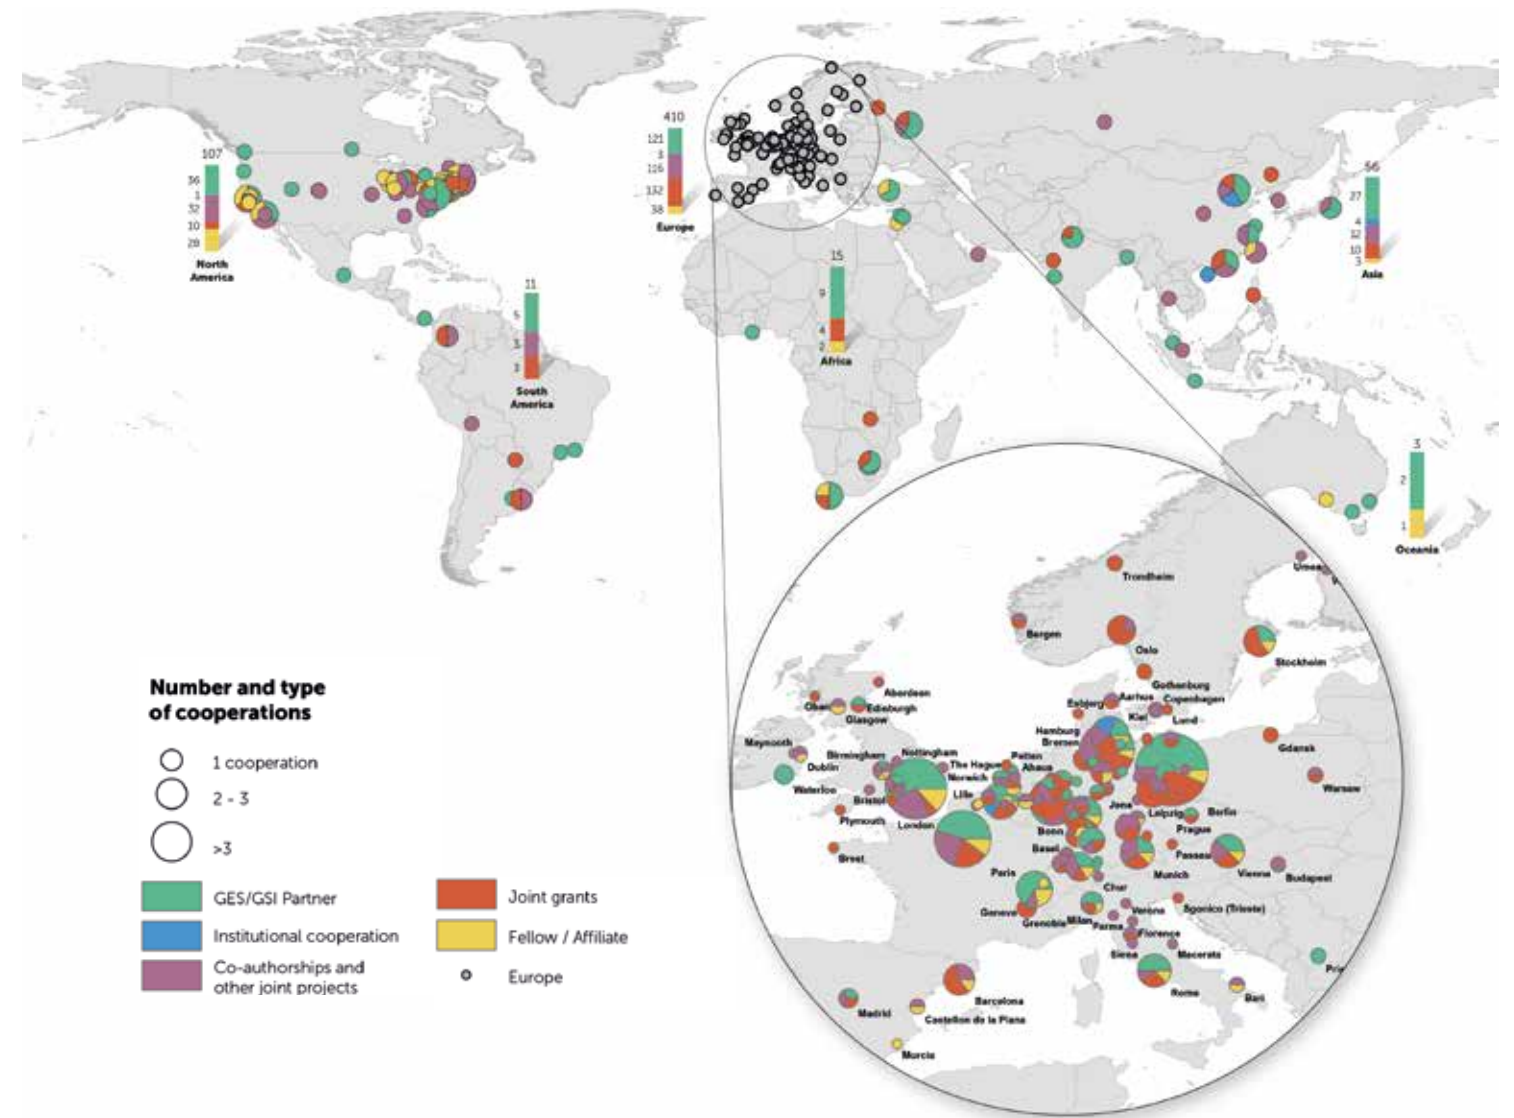 107
36
1
32
10
28
North
America
11
5
3
3
South
America
410
121
3
116
132
38
Europe
15
9
4
2
Africa
56
27
4
12
10
3
Asia
3
2
1
Oceania
Number and type
of cooperations
1 cooperation
2 - 3
>3
GES/GSI Partner
Institutional cooperation
Co-authorships and
other joint projects
Joint grants
Fellow / Affiliate
Europe
Trondheim
Umea
Bergen
Oslo
Stockholm
Gothenburg
Aberdeen
Oban
Edinburgh
Glasgow
Esbjerg
Aarhus
Copenhagen
Kiel
Lund
Hamburg
Bremen
Gdansk
Maynooth
Dublin
Birmingham
Nottingham
The Hague
Petten
Norwich
Ahaus
Waterloo
Warsaw
Bristol
Lille
Plymouth
London
Jena
Leipzig
Berlin
Bonn
Prague
Brest
Basel
Passau
Paris
Munich
Vienna
Budapest
Chur
Geneve
Grenoble
Milan
Verona
Sgonico (Trieste)
Parma
Florence
Siena
Macerata
Pri
Roma
Bari
Madrid
Barcelona
Castellon de la Plana
Murcia